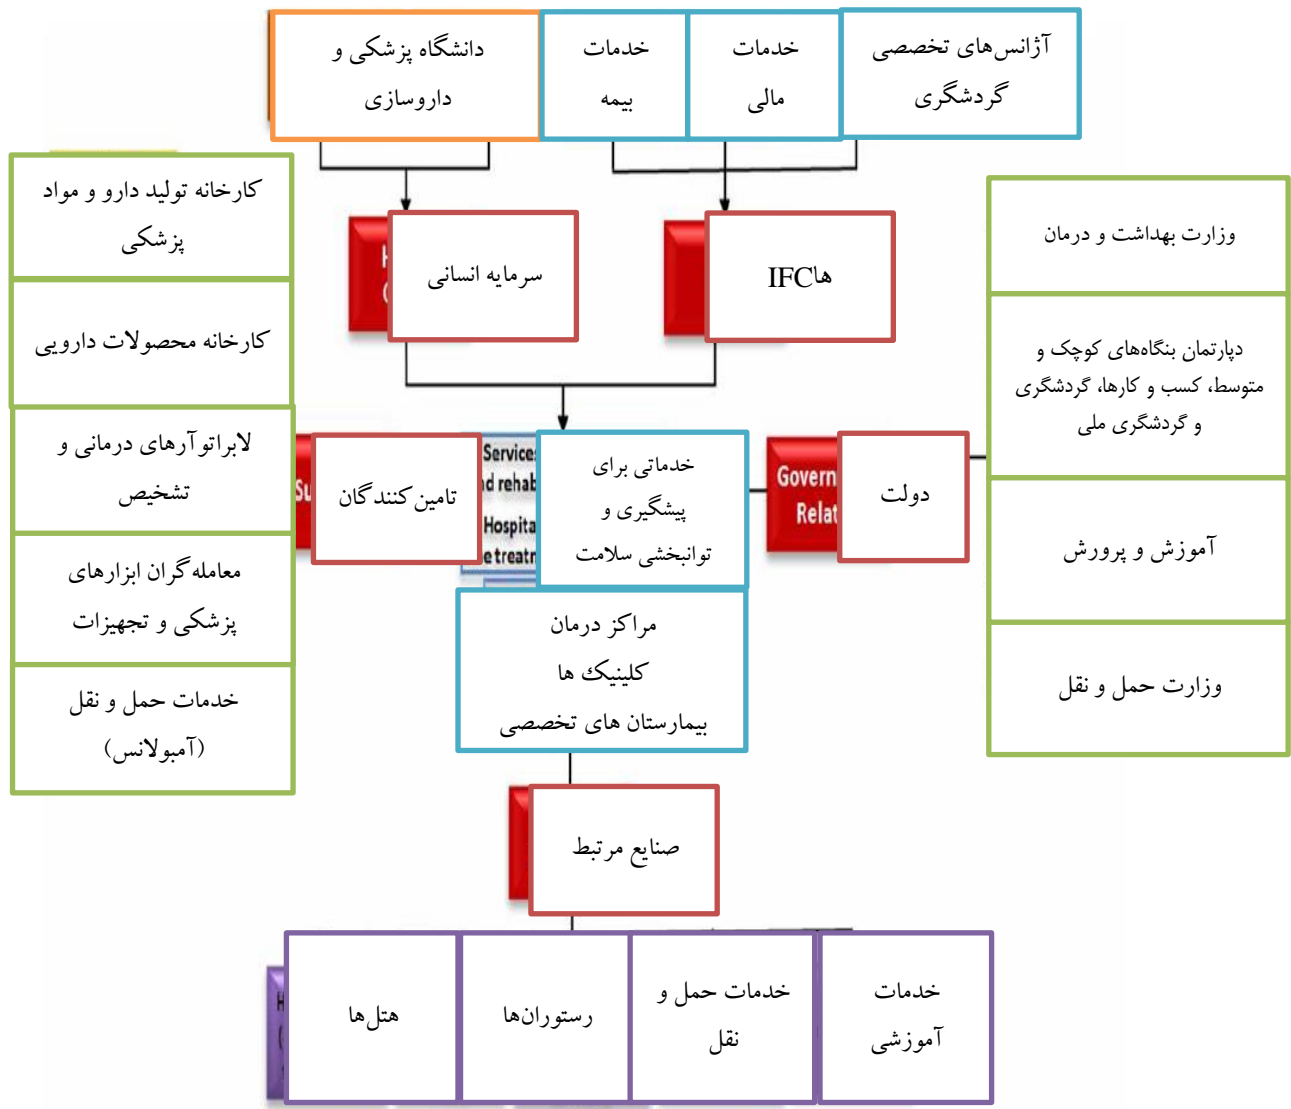 دانشگاه پزشکی و
داروسازی
خدمات
بیمه
خدمات
مالی
آژانس‌های تخصصی
گردشگری
کارخانه تولید دارو و مواد
پزشکی
کارخانه محصولات دارویی
لابراتوآرهای درمانی و
تشخیص
معامله‌گران ابزارهای
پزشکی و تجهیزات
خدمات حمل و نقل
(آمبولانس)
سرمایه انسانی
IFCها
وزارت بهداشت و درمان
دپارتمان بنگاه‌های کوچک و
متوسط، کسب و کارها، گردشگری
و گردشگری ملی
آموزش و پرورش
وزارت حمل و نقل
تامین‌کنندگان
Services
Hospita
خدماتی برای
پیشگیری و
توانبخشی سلامت
Govern
Relat
دولت
مراکز درمان
کلینیک ها
بیمارستان های تخصصی
صنایع مرتبط
هتل‌ها
رستوران‌ها
خدمات حمل و
نقل
خدمات
آموزشی